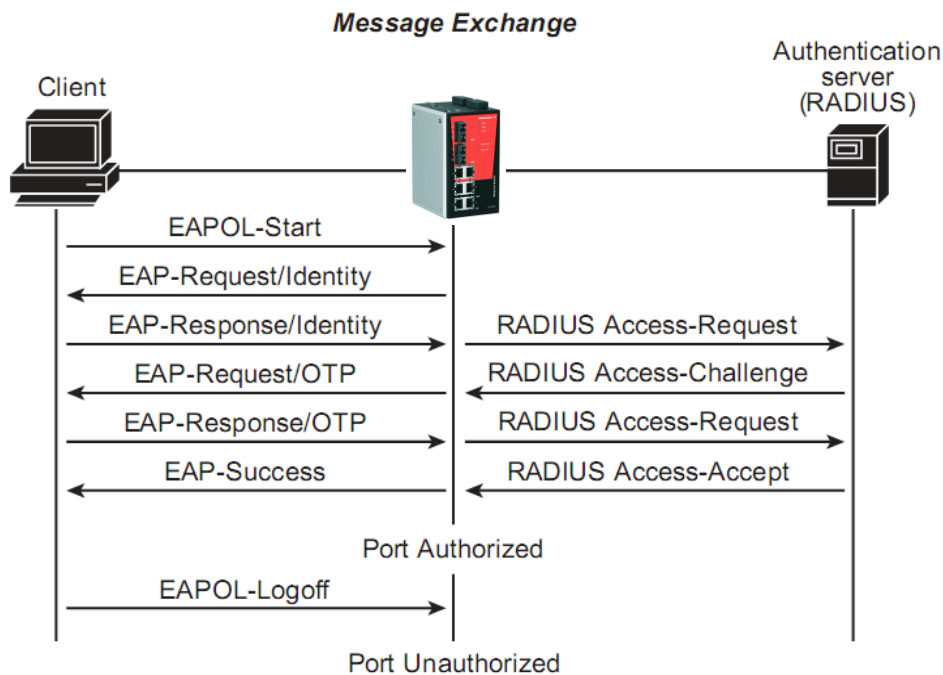 Message Exchange
Client
Authentication
server
(RADIUS)
EAPOL-Start
EAP-Request/Identity
EAP-Response/Identity
RADIUS Access-Request
EAP-Request/OTP
RADIUS Access-Challenge
EAP-Response/OTP
RADIUS Access-Request
EAP-Success
RADIUS Access-Accept
Port Authorized
EAPOL-Logoff
Port Unauthorized